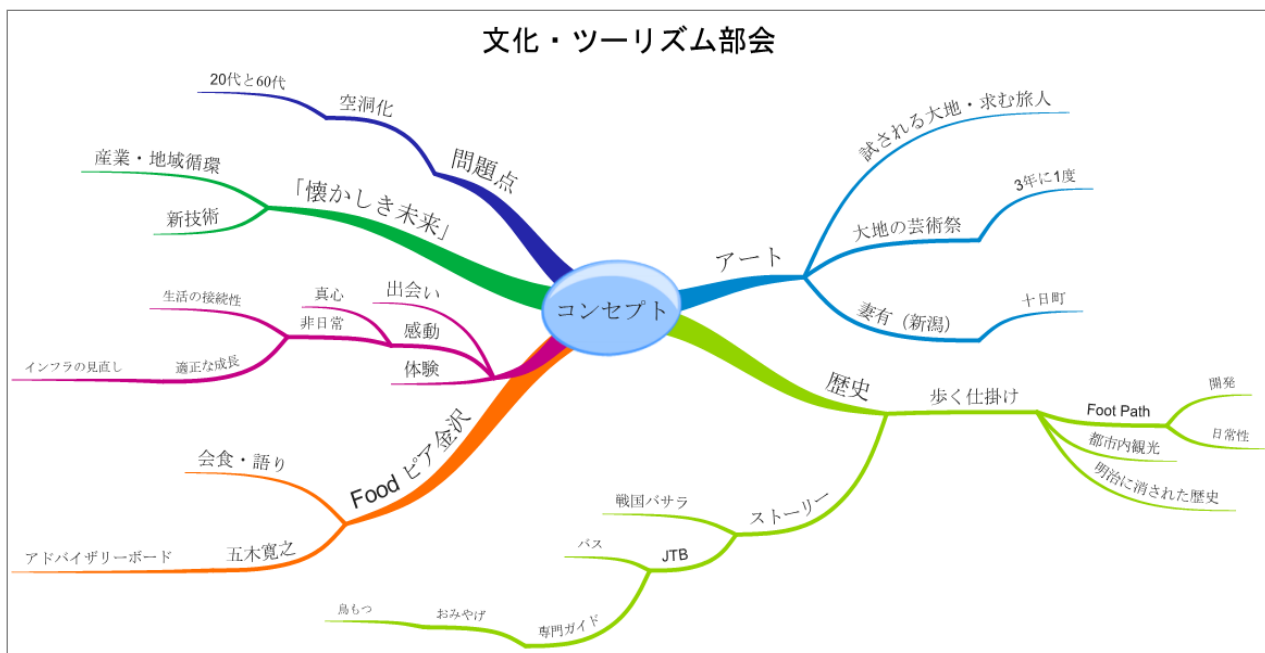 文化・ツーリズム部会
コンセプト
問題点
空洞化
20代と60代
「懐かしき未来」
産業・地域循環
新技術
出会い
感動
真心
非日常
生活の接続性
適正な成長
インフラの見直し
体験
Food ピア金沢
会食・語り
五木寛之
アドバイザリーボード
アート
試される大地・求む旅人
大地の芸術祭
3年に1度
妻有（新潟）
十日町
歴史
歩く仕掛け
Foot Path
開発
日常性
都市内観光
明治に消された歴史
ストーリー
戦国バサラ
JTB
バス
専門ガイド
おみやげ
鳥もつ